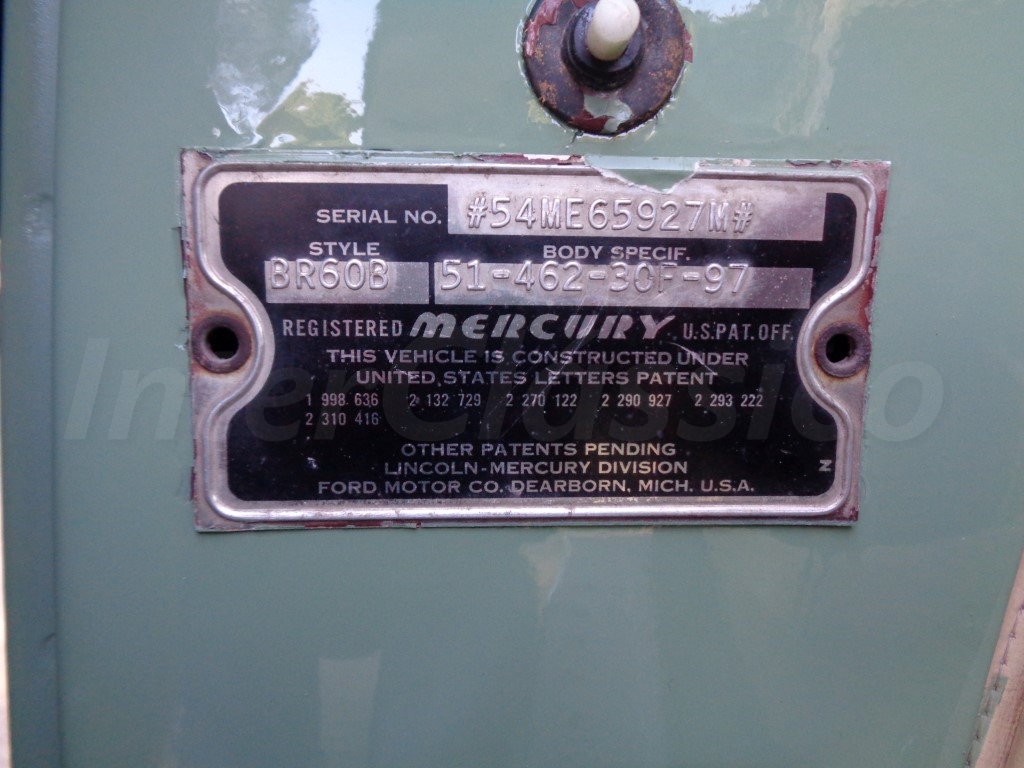 SERIAL NO. #54ME65927M#
STYLE BODY SPECIF.
BR60B 51-462-30F-97
REGISTERED MERCURY U.S. PAT. OFF.
THIS VEHICLE IS CONSTRUCTED UNDER
UNITED STATES LETTERS PATENT
1 998 636 2 132 729 2 270 122 2 290 927 2 293 222
2 310 416
OTHER PATENTS PENDING
LINCOLN-MERCURY DIVISION
N
FORD MOTOR CO. DEARBORN, MICH. U.S.A.
InterClassico